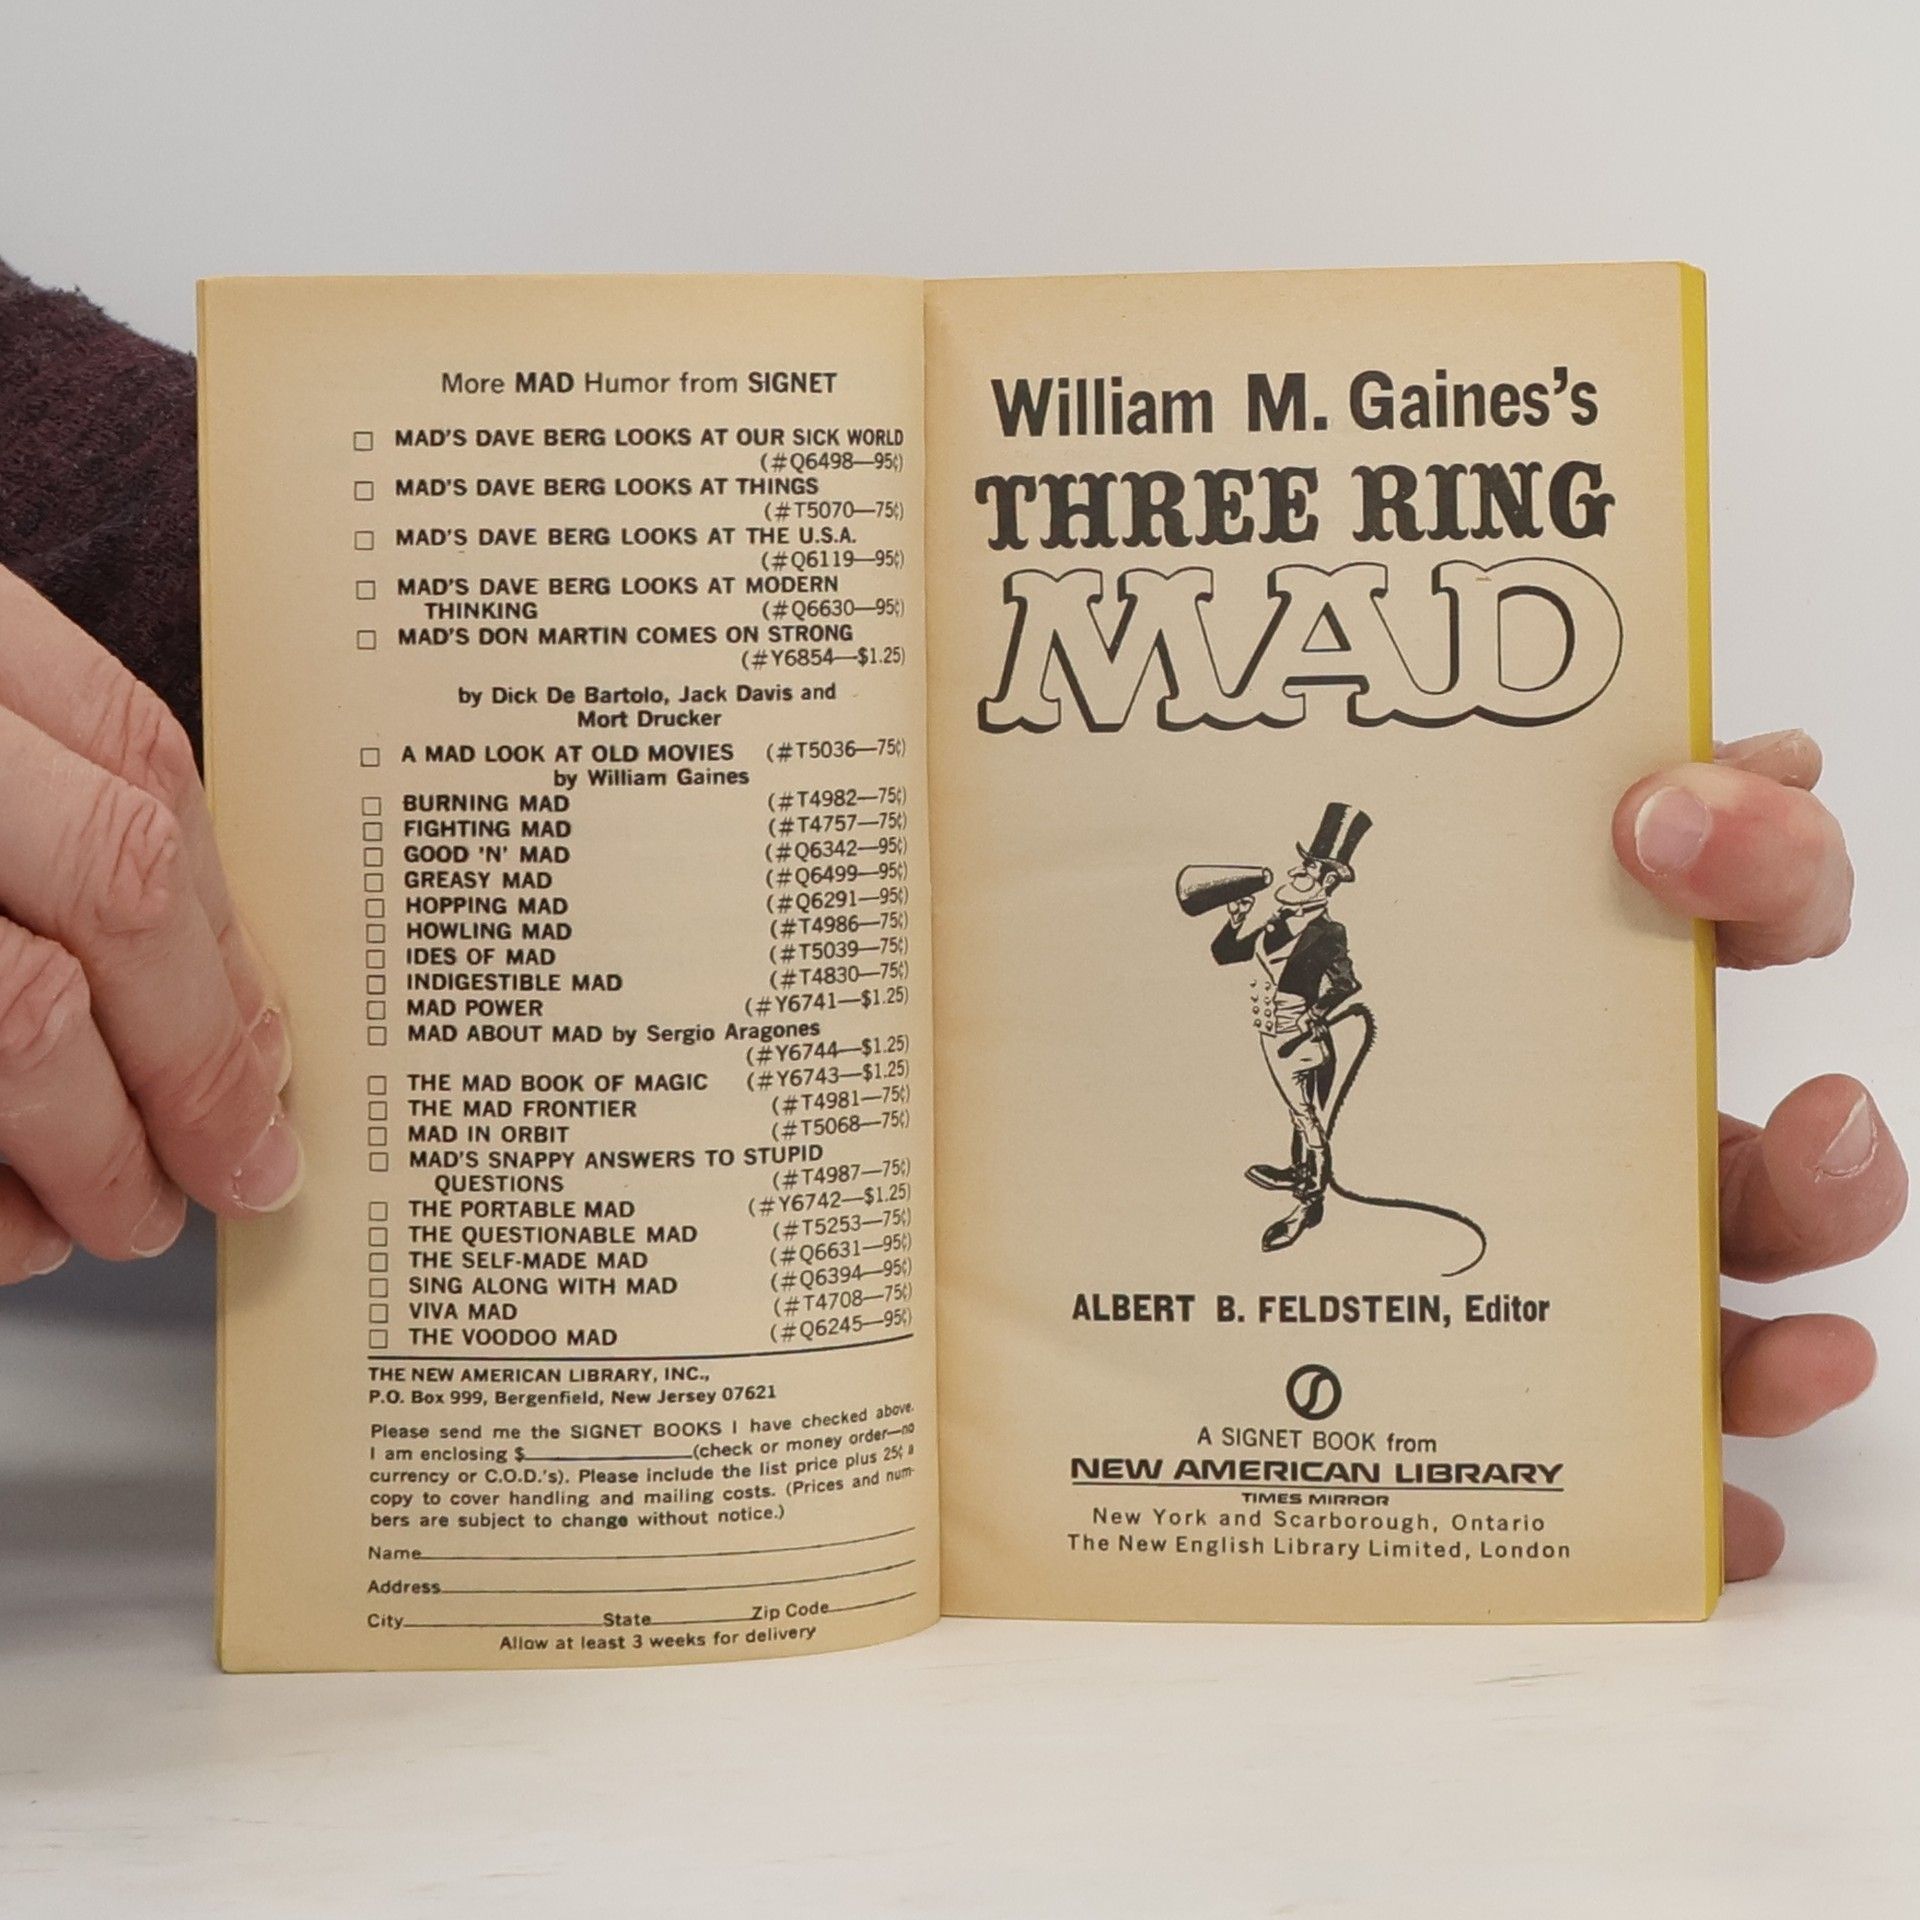 More MAD Humor from SIGNET
□ MAD'S DAVE BERG LOOKS AT OUR SICK WORLD
(#Q6498—95¢)
□ MAD'S DAVE BERG LOOKS AT THINGS
(#T5070—75¢)
□ MAD'S DAVE BERG LOOKS AT THE U.S.A.
(#Q6119—95¢)
□ MAD'S DAVE BERG LOOKS AT MODERN
THINKING (#Q6630—95¢)
□ MAD'S DON MARTIN COMES ON STRONG
(#Y6854—$1.25)
by Dick De Bartolo, Jack Davis and
Mort Drucker
□ A MAD LOOK AT OLD MOVIES (#T5036—75¢)
by William Gaines
□ BURNING MAD (#T4982—75¢)
□ FIGHTING MAD (#T4757—75¢)
□ GOOD 'N' MAD (#Q6342—95¢)
□ GREASY MAD (#Q6499—95¢)
□ HOPPING MAD (#Q6291—95¢)
□ HOWLING MAD (#T4986—75¢)
□ IDES OF MAD (#T5039—75¢)
□ INDIGESTIBLE MAD (#T4830—75¢)
□ MAD POWER (#Y6741—$1.25)
□ MAD ABOUT MAD by Sergio Aragones
(#Y6744—$1.25)
□ THE MAD BOOK OF MAGIC (#Y6743—$1.25)
□ THE MAD FRONTIER (#T4981—75¢)
□ MAD IN ORBIT (#T5068—75¢)
□ MAD'S SNAPPY ANSWERS TO STUPID
QUESTIONS (#T4987—75¢)
□ THE PORTABLE MAD (#Y6742—$1.25)
□ THE QUESTIONABLE MAD (#T5253—75¢)
□ THE SELF-MADE MAD (#Q6631—95¢)
□ SING ALONG WITH MAD (#Q6394—95¢)
□ VIVA MAD (#T4708—75¢)
□ THE VOODOO MAD (#Q6245—95¢)
THE NEW AMERICAN LIBRARY, INC.,
P.O. Box 999, Bergenfield, New Jersey 07621
Please send me the SIGNET BOOKS I have checked above.
I am enclosing $__________(check or money order—no
currency or C.O.D.'s). Please include the list price plus 25¢ a
copy to cover handling and mailing costs. (Prices and num-
bers are subject to change without notice.)
Name__________
Address__________
City__________State__________Zip Code__________
Allow at least 3 weeks for delivery
William M. Gaines's
THREE RING
MAD
ALBERT B. FELDSTEIN, Editor
A SIGNET BOOK from
NEW AMERICAN LIBRARY
TIMES MIRROR
New York and Scarborough, Ontario
The New English Library Limited, London